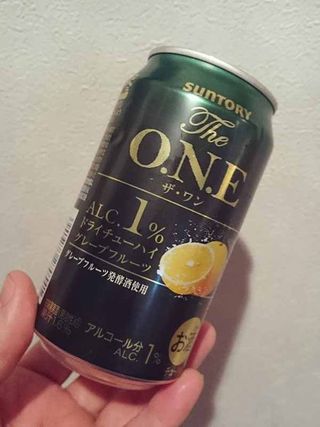 SUNTORY
The
O.N.E
ザ・ワン
ALC. 1%
ドライチューハイ
グレープフルーツ
グレープフルーツ発酵酒使用
アルコール分 1%
ALC.
お酒